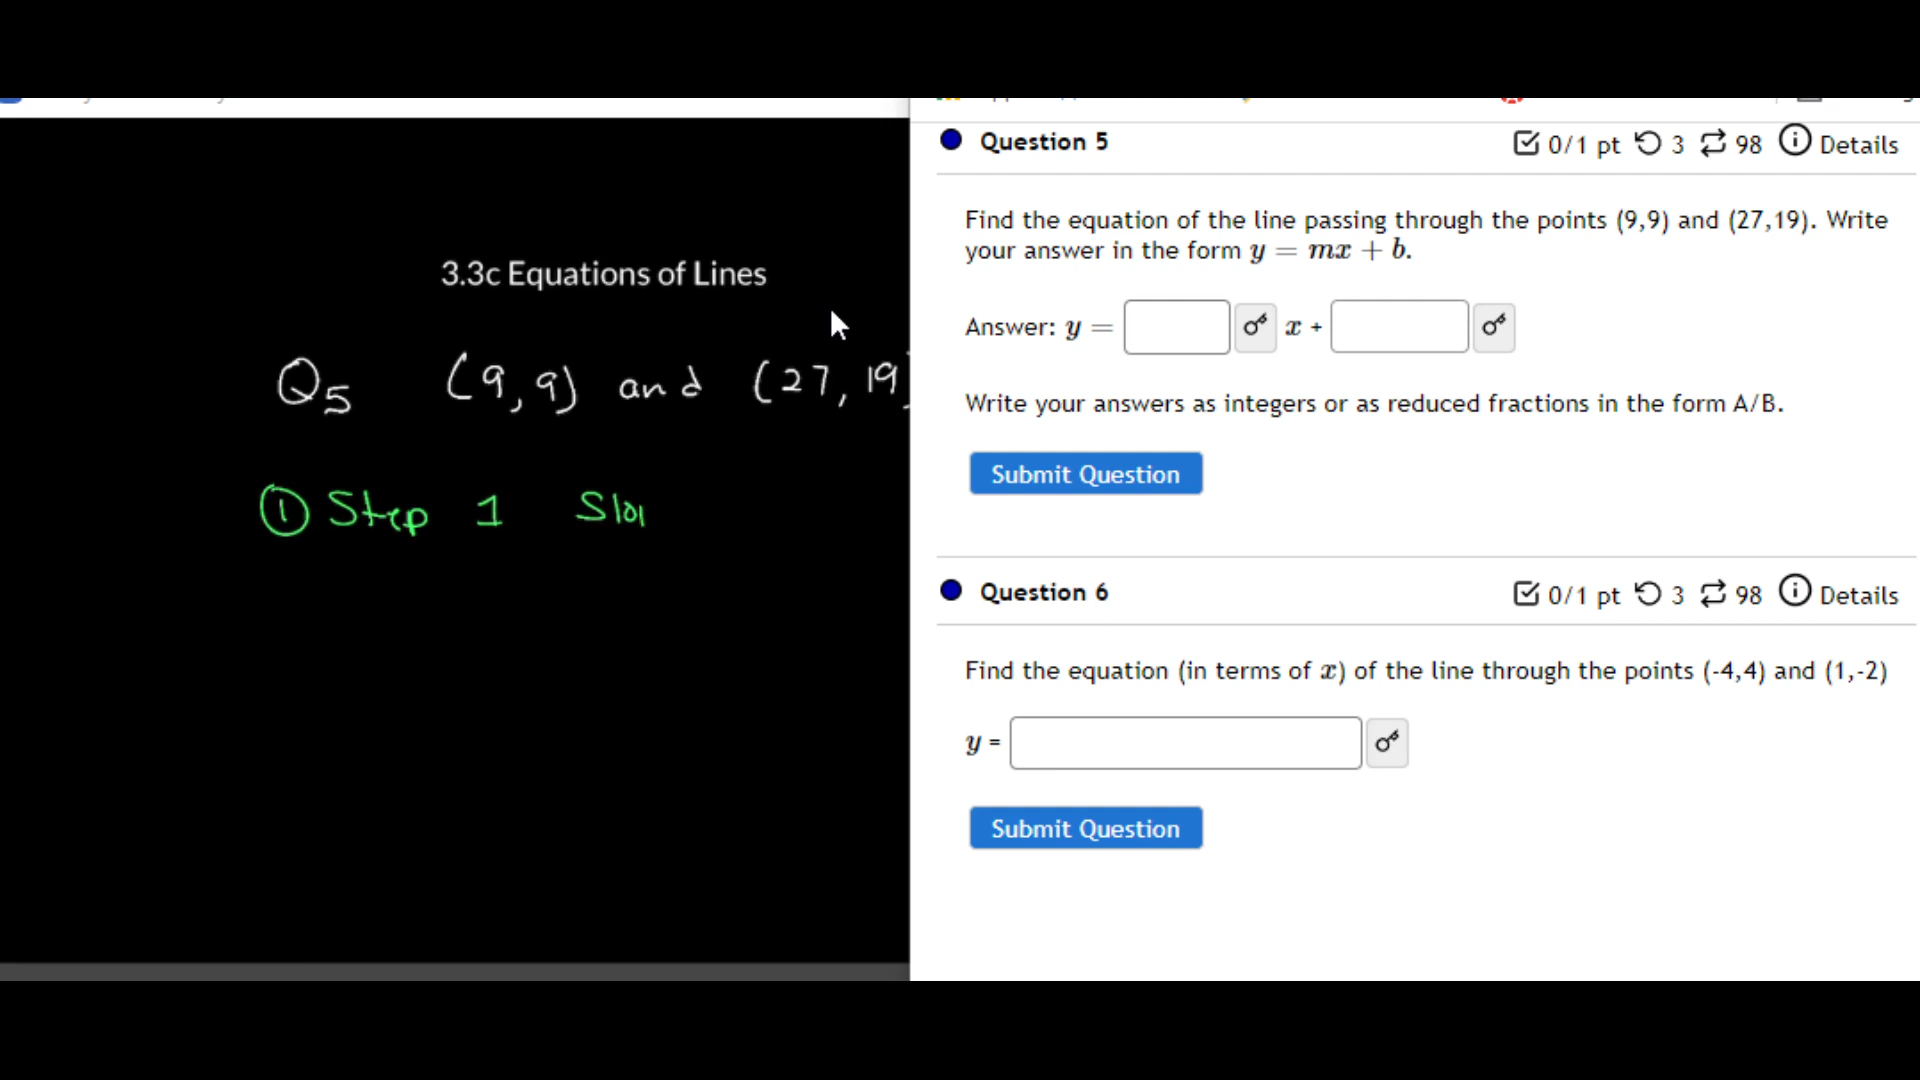 3.3c Equations of Lines
Q5 (9,9) and (27,19)
① Step 1 Slo
Question 5
0/1 pt 3 98 Details
Find the equation of the line passing through the points (9,9) and (27,19). Write
your answer in the form y = mx + b.
Answer: y = x +
Write your answers as integers or as reduced fractions in the form A/B.
Submit Question
Question 6
0/1 pt 3 98 Details
Find the equation (in terms of x) of the line through the points (-4,4) and (1,-2)
y =
Submit Question